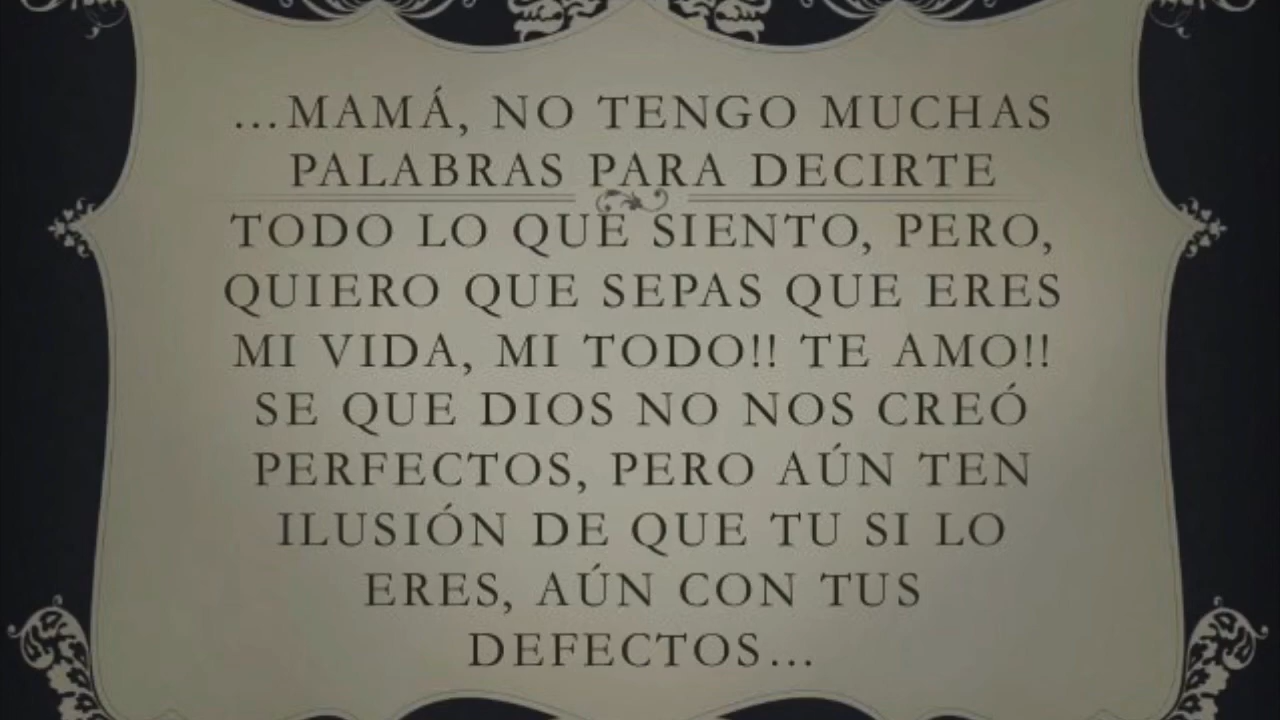 ...MAMÁ, NO TENGO MUCHAS
PALABRAS PARA DECIRTE
TODO LO QUE SIENTO, PERO,
QUIERO QUE SEPAS QUE ERES
MI VIDA, MI TODO!! TE AMO!!
SE QUE DIOS NO NOS CREÓ
PERFECTOS, PERO AÚN TEN
ILUSIÓN DE QUE TU SI LO
ERES, AÚN CON TUS
DEFECTOS...